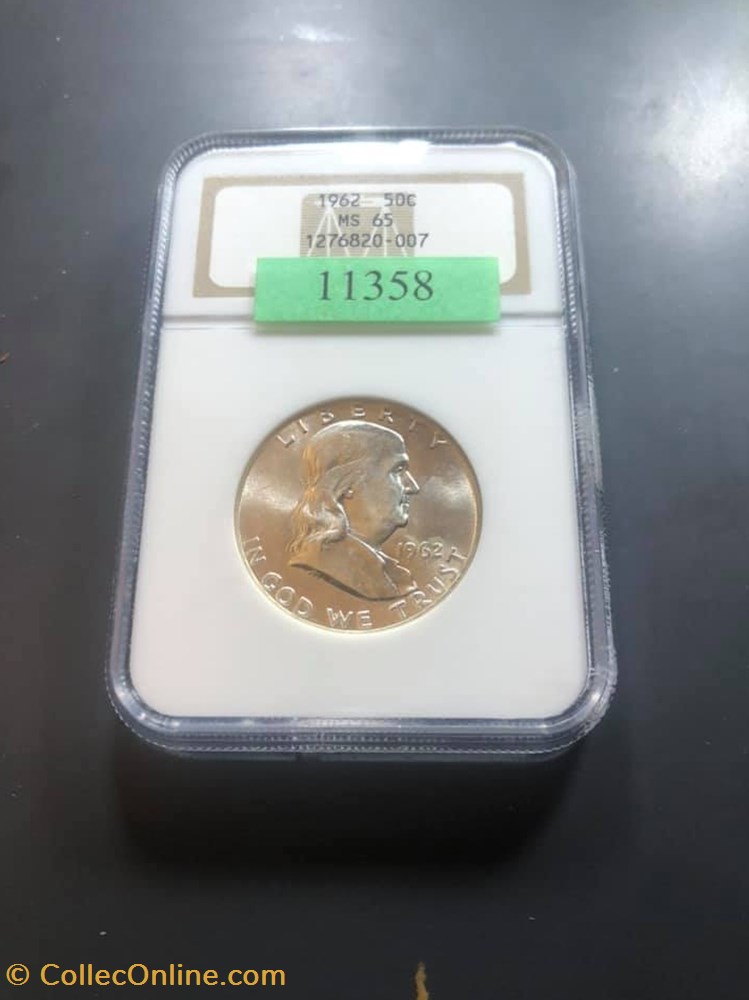 1962 50C
MS 65
1276820-007
11358
LIBERTY
1962
IN GOD WE TRUST
© CollecOnline.com